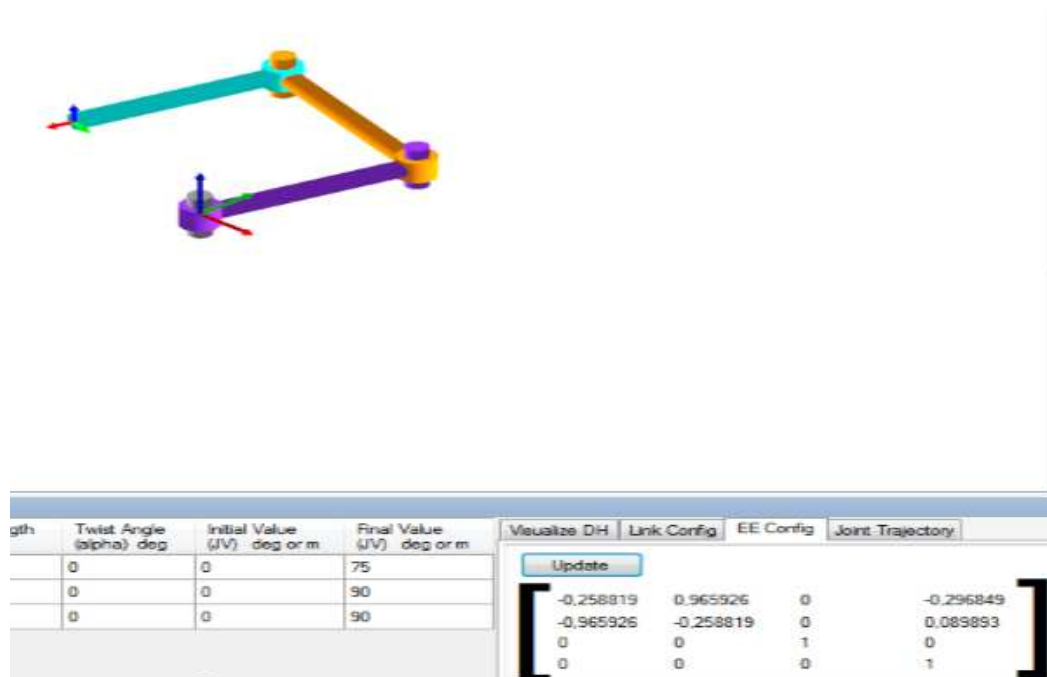 gth Twist Angle (alpha) deg Initial Value (JV) deg or m Final Value (JV) deg or m
0 0 75
0 0 90
0 0 90
Visualize DH Link Config EE Config Joint Trajectory
Update
-0,258819 0,965926 0 -0,296849
-0,965926 -0,258819 0 0,089893
0 0 1 0
0 0 0 1